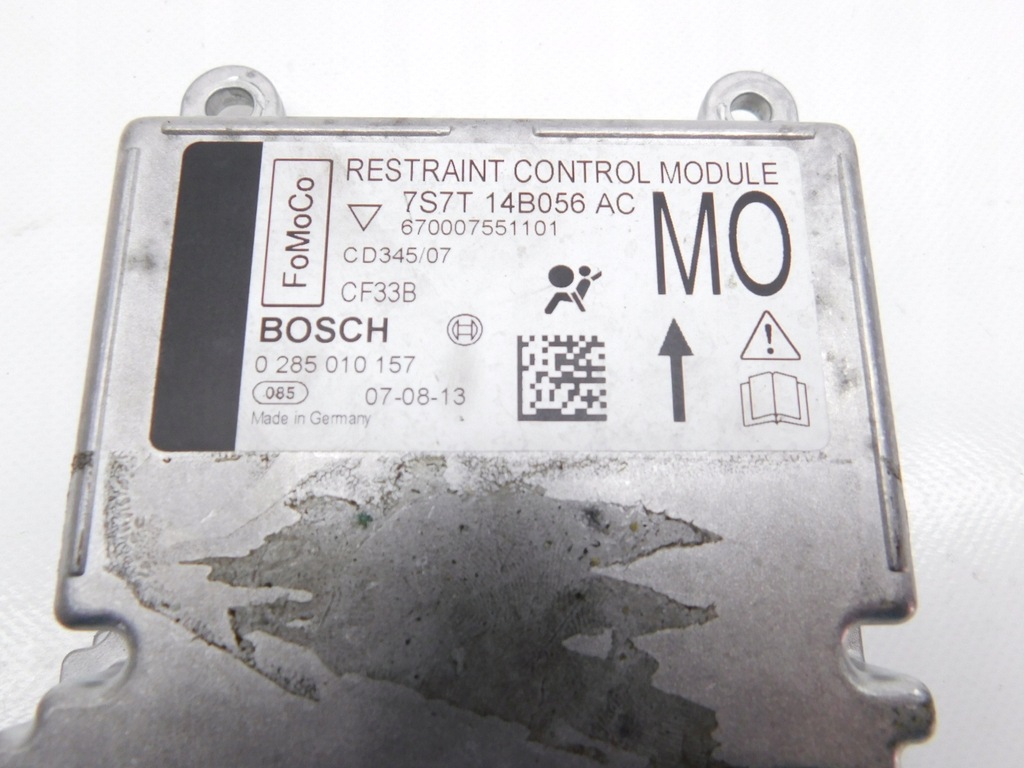 FoMoCo
RESTRAINT CONTROL MODULE
7S7T 14B056 AC
670007551101
MO
CD345/07
CF33B
BOSCH
0 285 010 157
085
07-08-13
Made in Germany